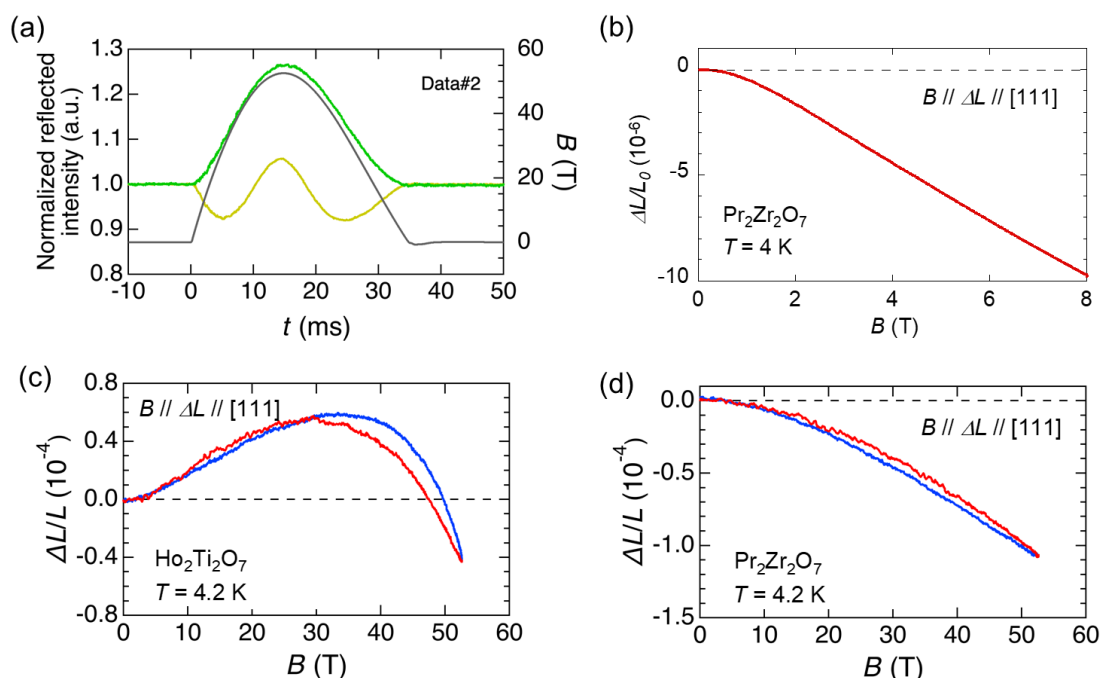 (a)
1.3
1.2
1.1
1.0
0.9
0.8
Normalized reflected
intensity (a.u.)
60
40
20
0
B (T)
Data#2
-10 0 10 20 30 40 50
t (ms)
(b)
0
-5
-10
ΔL/L0 (10-6)
B // ΔL // [111]
Pr2Zr2O7
T = 4 K
0 2 4 6 8
B (T)
(c)
0.8
0.4
0.0
-0.4
-0.8
ΔL/L (10-4)
B // ΔL // [111]
Ho2Ti2O7
T = 4.2 K
0 10 20 30 40 50 60
B (T)
(d)
0.0
-0.5
-1.0
-1.5
ΔL/L (10-4)
B // ΔL // [111]
Pr2Zr2O7
T = 4.2 K
0 10 20 30 40 50 60
B (T)